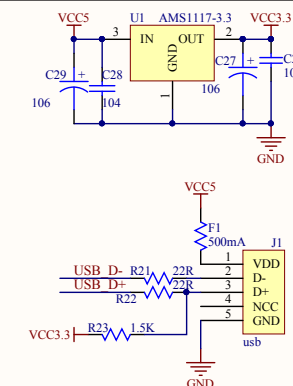 VCC5 U1 AMS1117-3.3 VCC3.3
3 IN OUT 2
GND
C29 + C28 C27 +
106 104 106
1
GND
VCC5
F1
500mA J1
1 VDD
USB_D- R21 22R 2 D-
USB_D+ 22R 3 D+
R22 4 NCC
5 GND
VCC3.3 R23 1.5K usb
GND